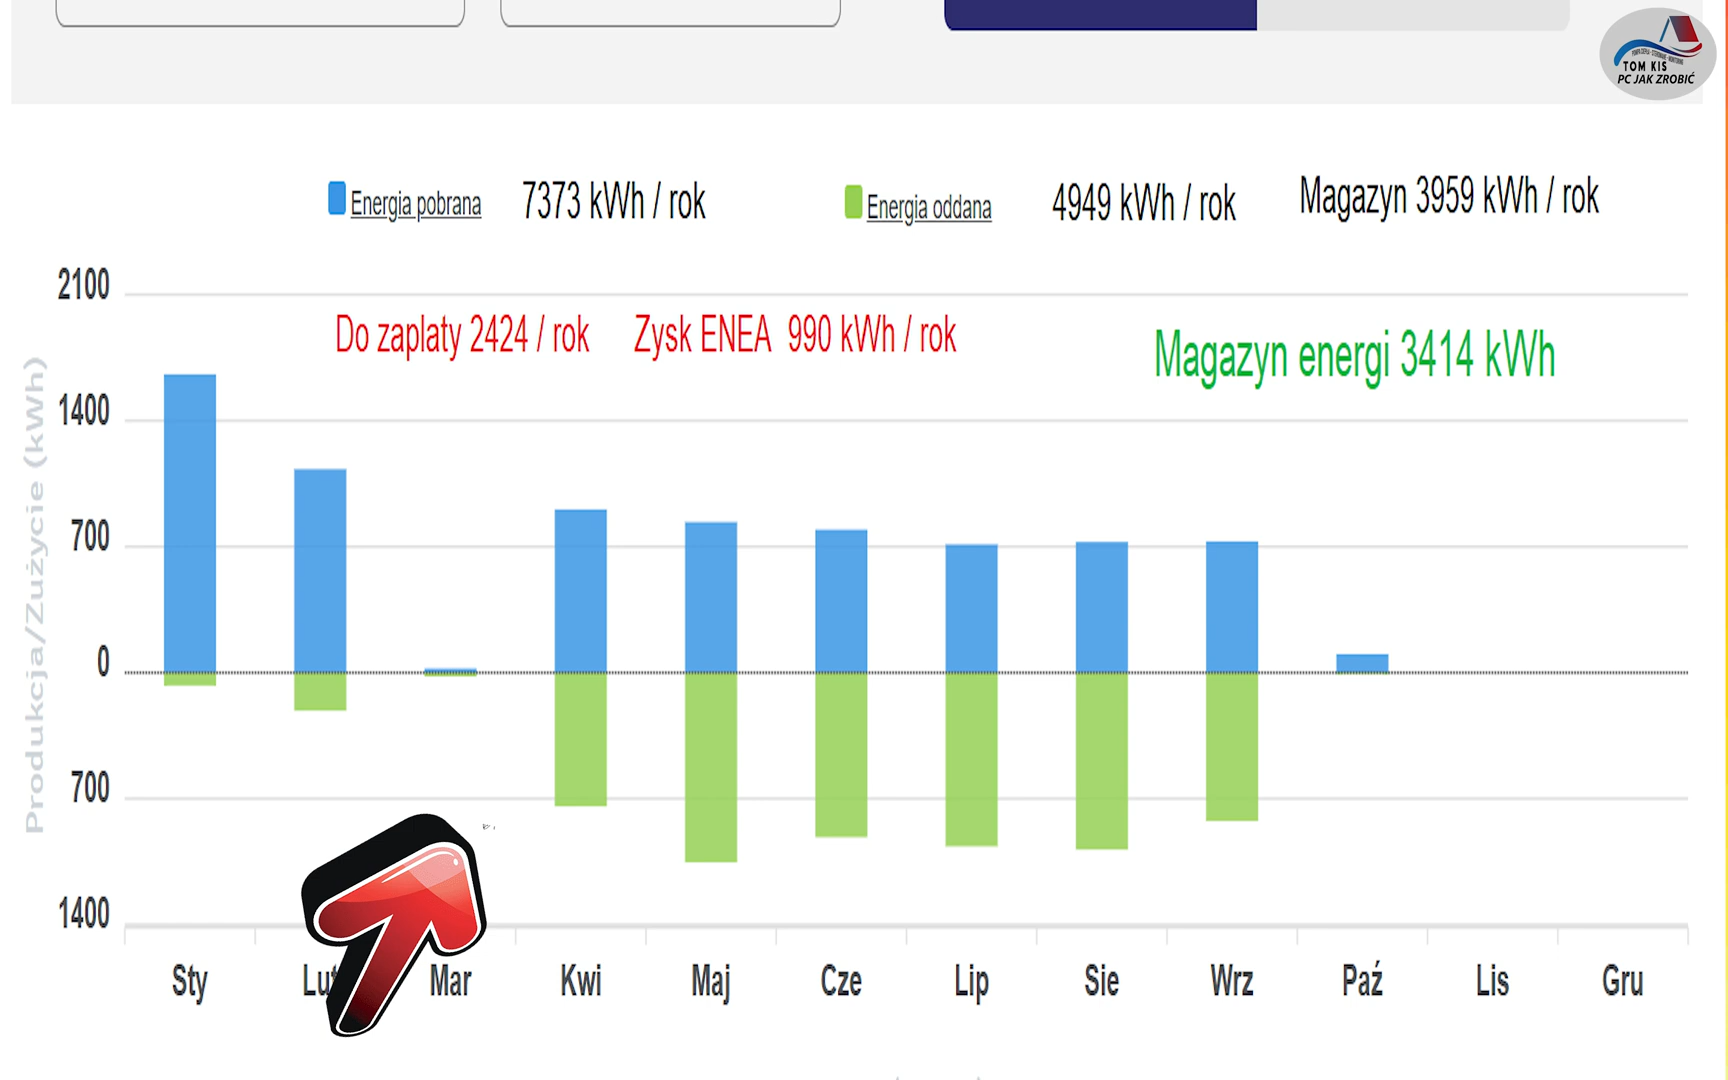 TOM KIS
PC JAK ZROBIĆ
Energia pobrana 7373 kWh / rok Energia oddana 4949 kWh / rok Magazyn 3959 kWh / rok
Do zaplaty 2424 / rok Zysk ENEA 990 kWh / rok Magazyn energi 3414 kWh
Produkcja/Zużycie (kWh)
2100
1400
700
0
700
1400
Sty Lut Mar Kwi Maj Cze Lip Sie Wrz Paź Lis Gru